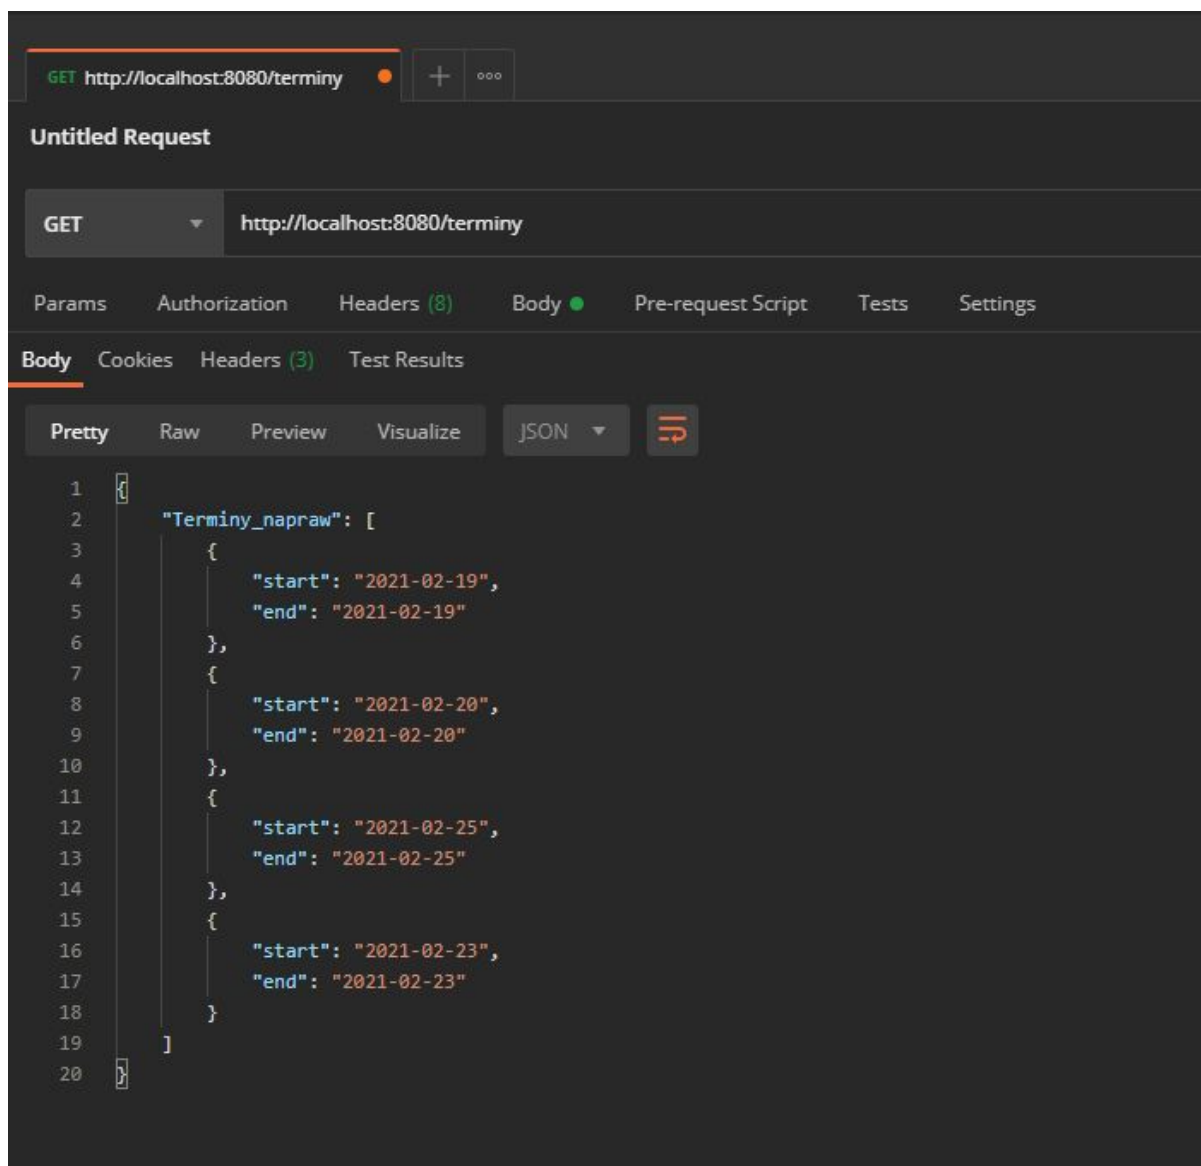 GET http://localhost:8080/terminy
Untitled Request
GET http://localhost:8080/terminy
Params Authorization Headers (8) Body Pre-request Script Tests Settings
Body Cookies Headers (3) Test Results
Pretty Raw Preview Visualize JSON
1 {
2 "Terminy_napraw": [
3 {
4 "start": "2021-02-19",
5 "end": "2021-02-19"
6 },
7 {
8 "start": "2021-02-20",
9 "end": "2021-02-20"
10 },
11 {
12 "start": "2021-02-25",
13 "end": "2021-02-25"
14 },
15 {
16 "start": "2021-02-23",
17 "end": "2021-02-23"
18 }
19 ]
20 }